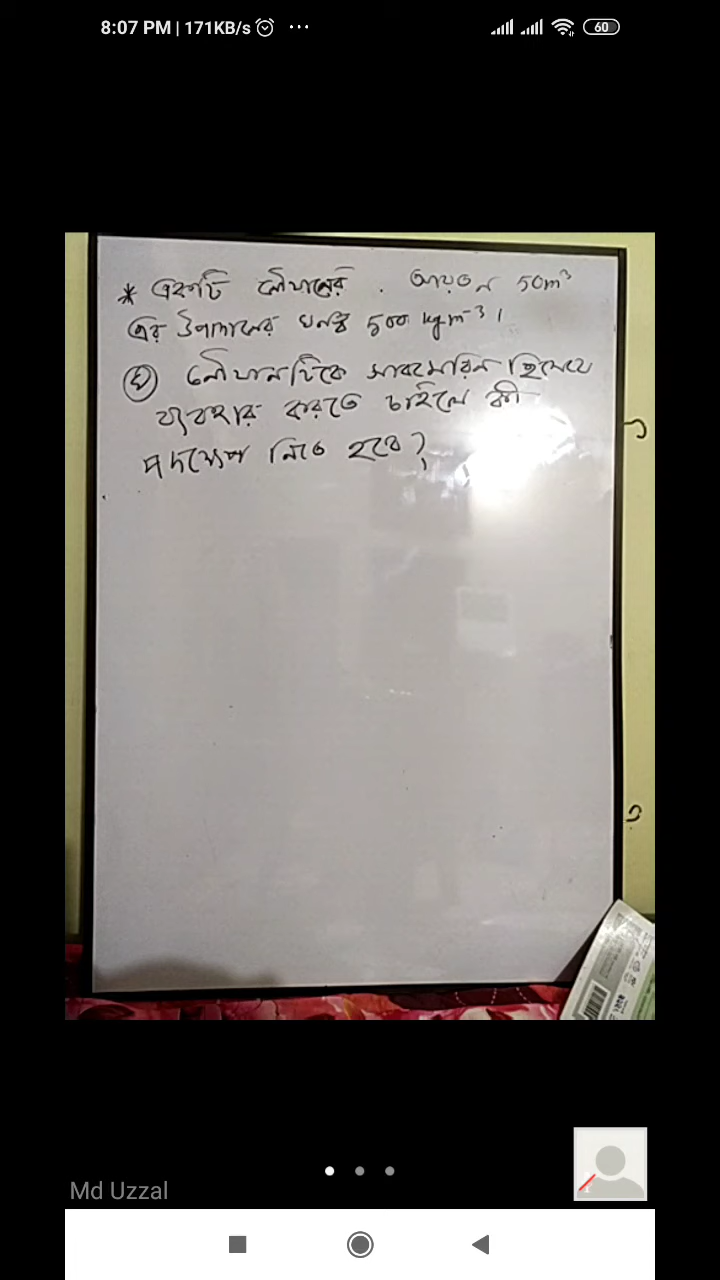 8:07 PM | 171KB/s ...
60
* একটি নৌযানের . আয়তন 50m³
এর উপাদানের ঘনত্ব 500 kgm⁻³।
ঘ নৌযানটিকে সাবমেরিন হিসেবে
ব্যবহার করতে চাইলে কী
পদক্ষেপ নিতে হবে?
Md Uzzal